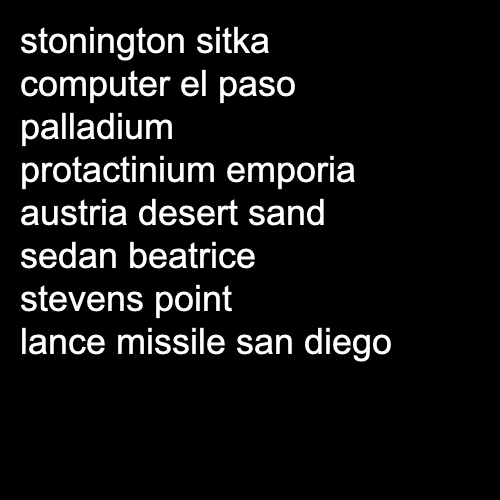 stonington sitka
computer el paso
palladium
protactinium emporia
austria desert sand
sedan beatrice
stevens point
lance missile san diego